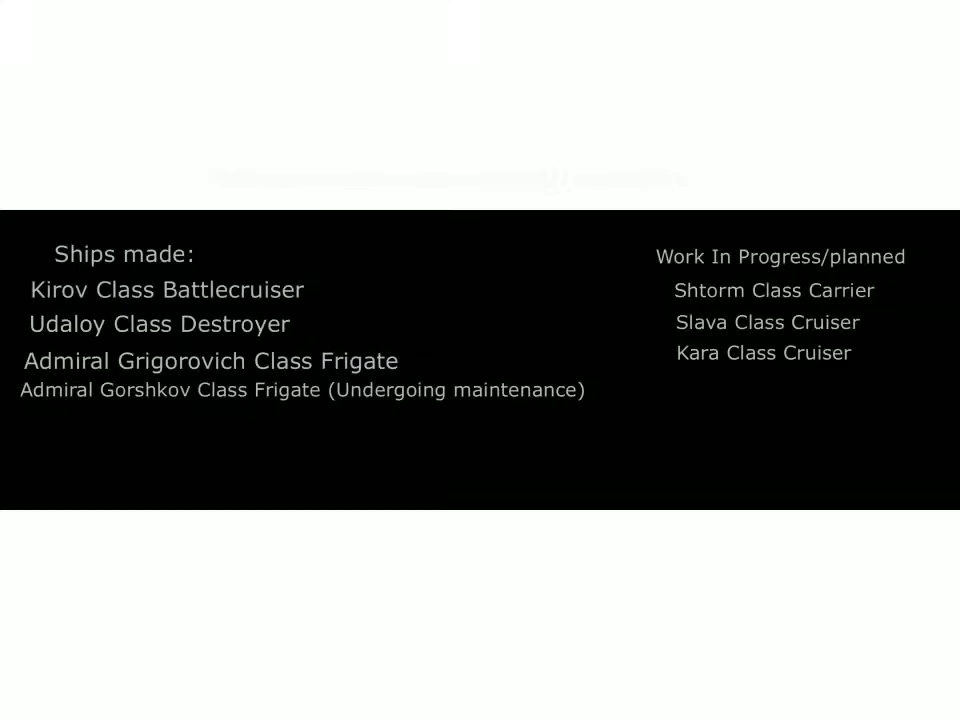 Ships made:
Kirov Class Battlecruiser
Udaloy Class Destroyer
Admiral Grigorovich Class Frigate
Admiral Gorshkov Class Frigate (Undergoing maintenance)
Work In Progress/planned
Shtorm Class Carrier
Slava Class Cruiser
Kara Class Cruiser